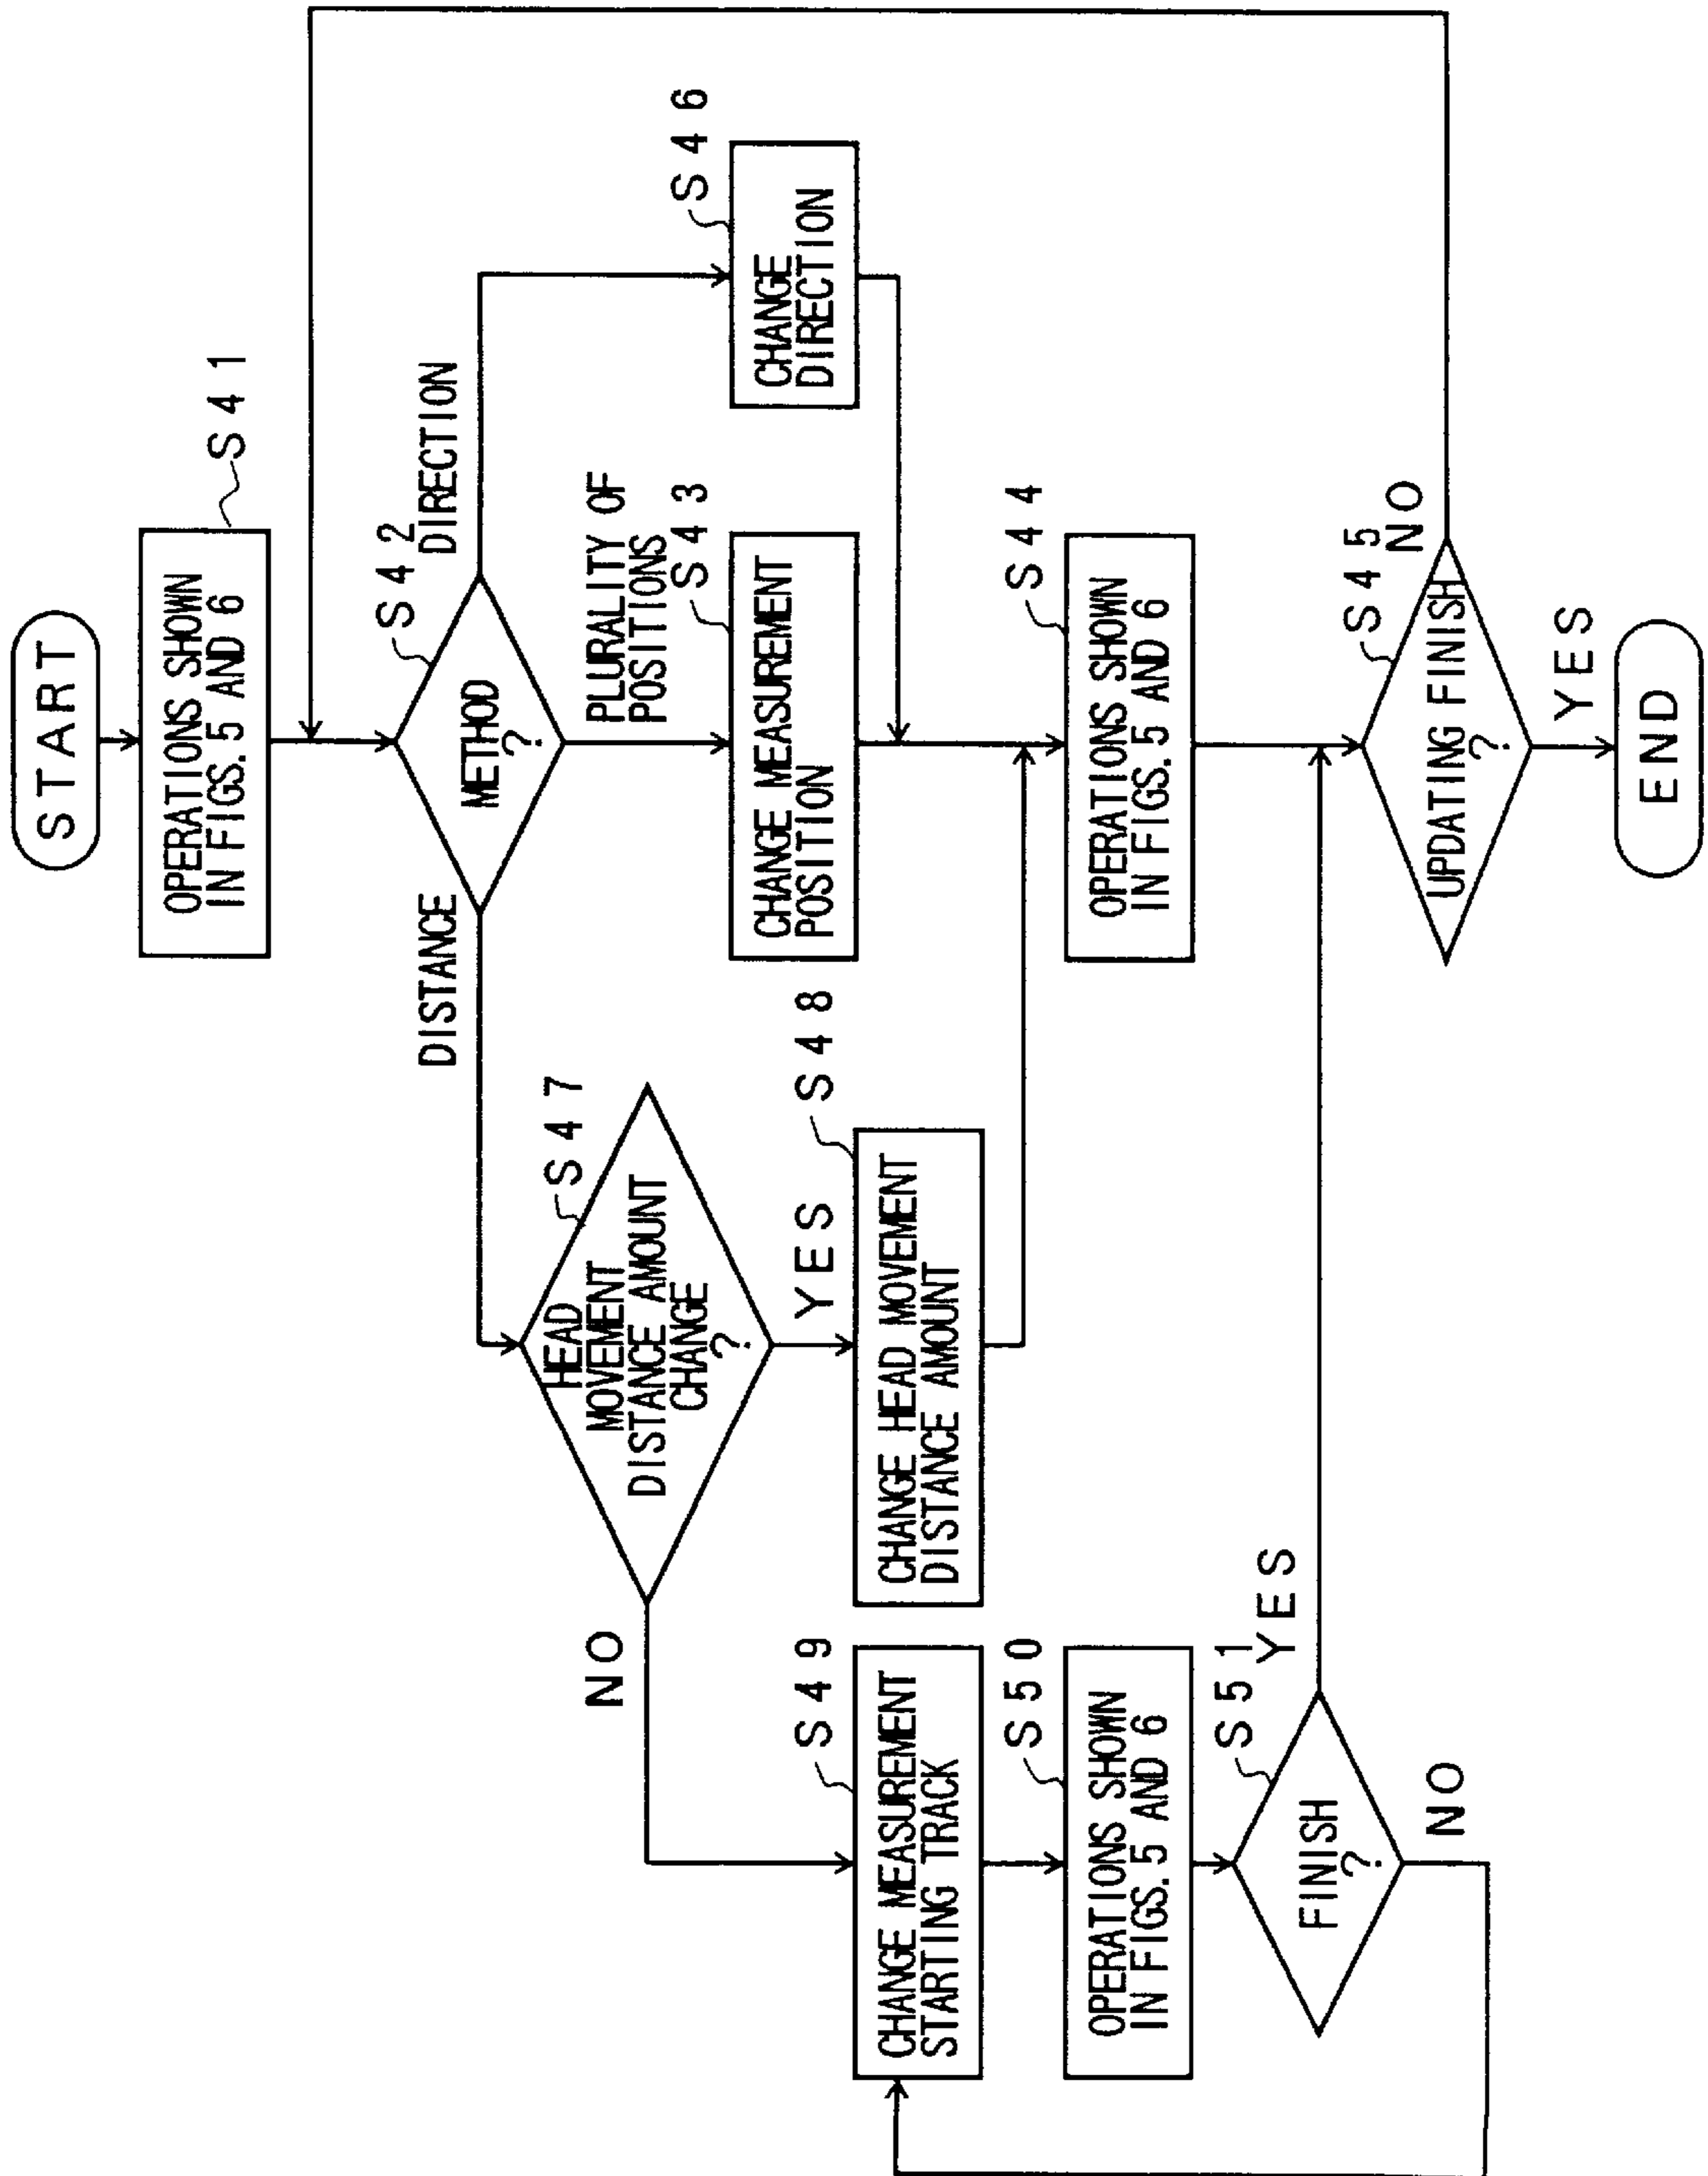 START
OPERATIONS SHOWN
IN FIGS. 5 AND 6
S41
METHOD
?
S42
DISTANCE
DIRECTION
PLURALITY OF
POSITIONS
HEAD
MOVEMENT
DISTANCE AMOUNT
CHANGE
?
S47
NO
YES
CHANGE MEASUREMENT
POSITION
S43
CHANGE
DIRECTION
S46
CHANGE MEASUREMENT
STARTING TRACK
S49
CHANGE HEAD MOVEMENT
DISTANCE AMOUNT
S48
OPERATIONS SHOWN
IN FIGS. 5 AND 6
S50
OPERATIONS SHOWN
IN FIGS. 5 AND 6
S44
FINISH
?
S51
YES
NO
UPDATING FINISH
?
S45
NO
YES
END